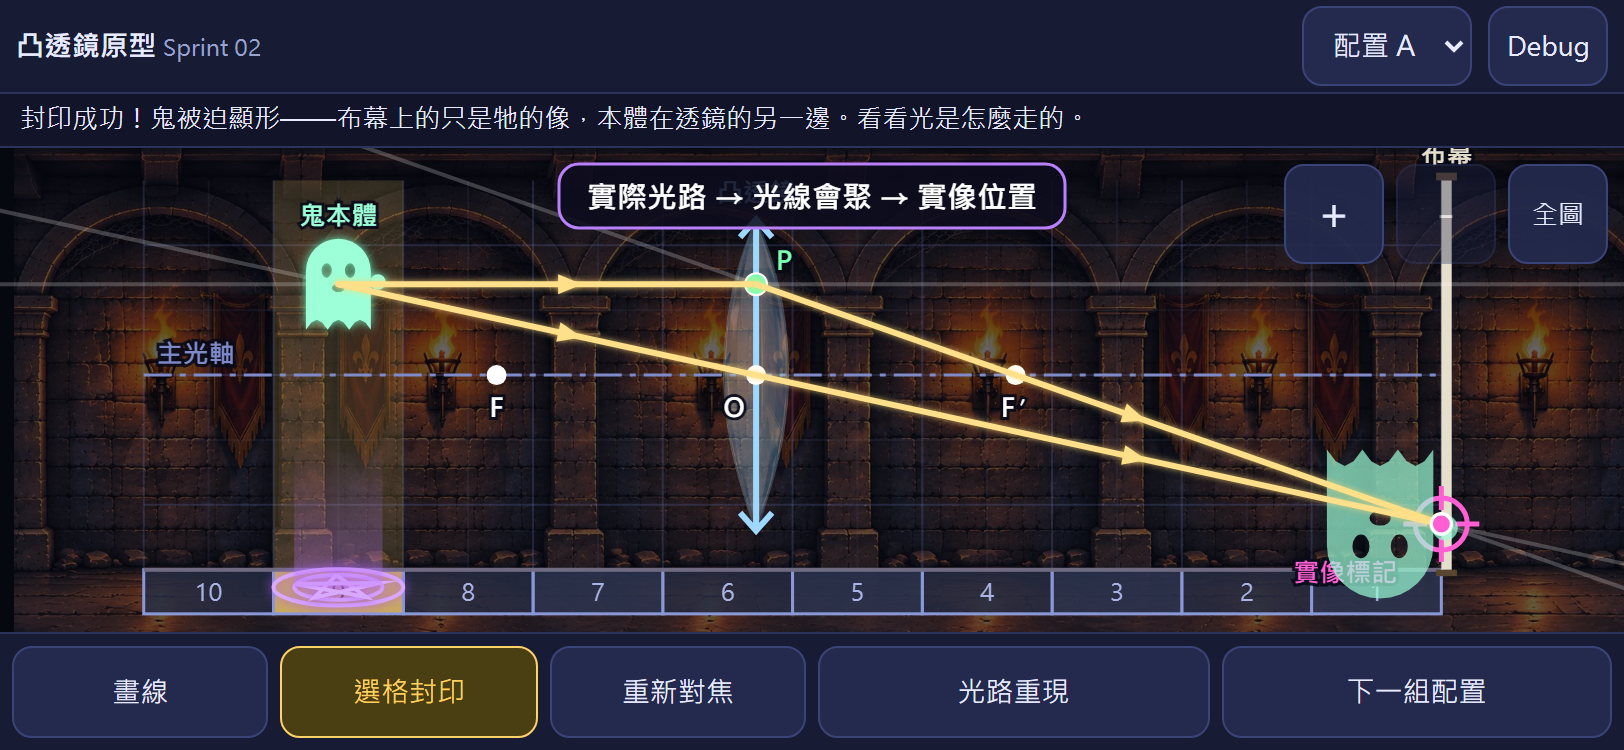 凸透鏡原型 Sprint 02
配置 A
Debug
封印成功！鬼被迫顯形——布幕上的只是牠的像，本體在透鏡的另一邊。看看光是怎麼走的。
布幕
實際光路 → 光線會聚 → 實像位置
+
-
全圖
鬼本體
P
主光軸
F
O
F′
實像標記
10
8
7
6
5
4
3
2
1
畫線
選格封印
重新對焦
光路重現
下一組配置